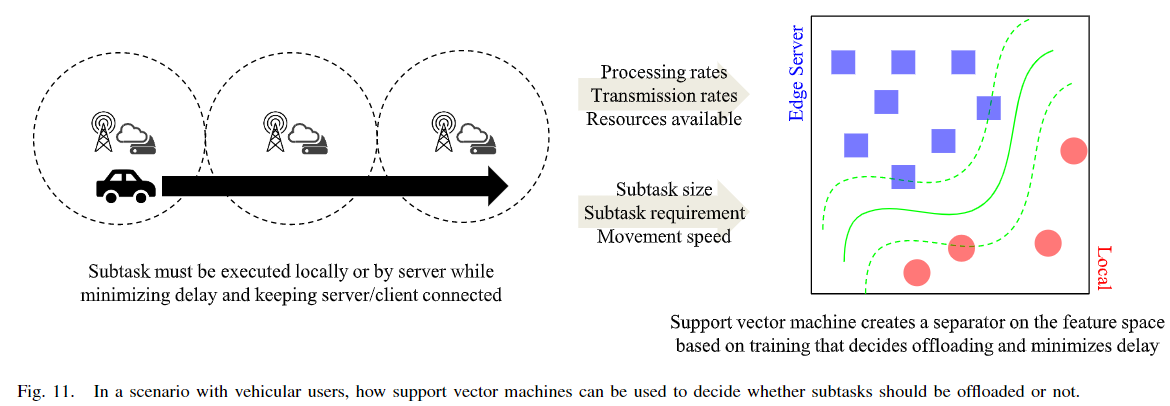 Processing rates
Transmission rates
Resources available
Subtask size
Subtask requirement
Movement speed
Edge Server
Local
Subtask must be executed locally or by server while
minimizing delay and keeping server/client connected
Support vector machine creates a separator on the feature space
based on training that decides offloading and minimizes delay
Fig. 11. In a scenario with vehicular users, how support vector machines can be used to decide whether subtasks should be offloaded or not.